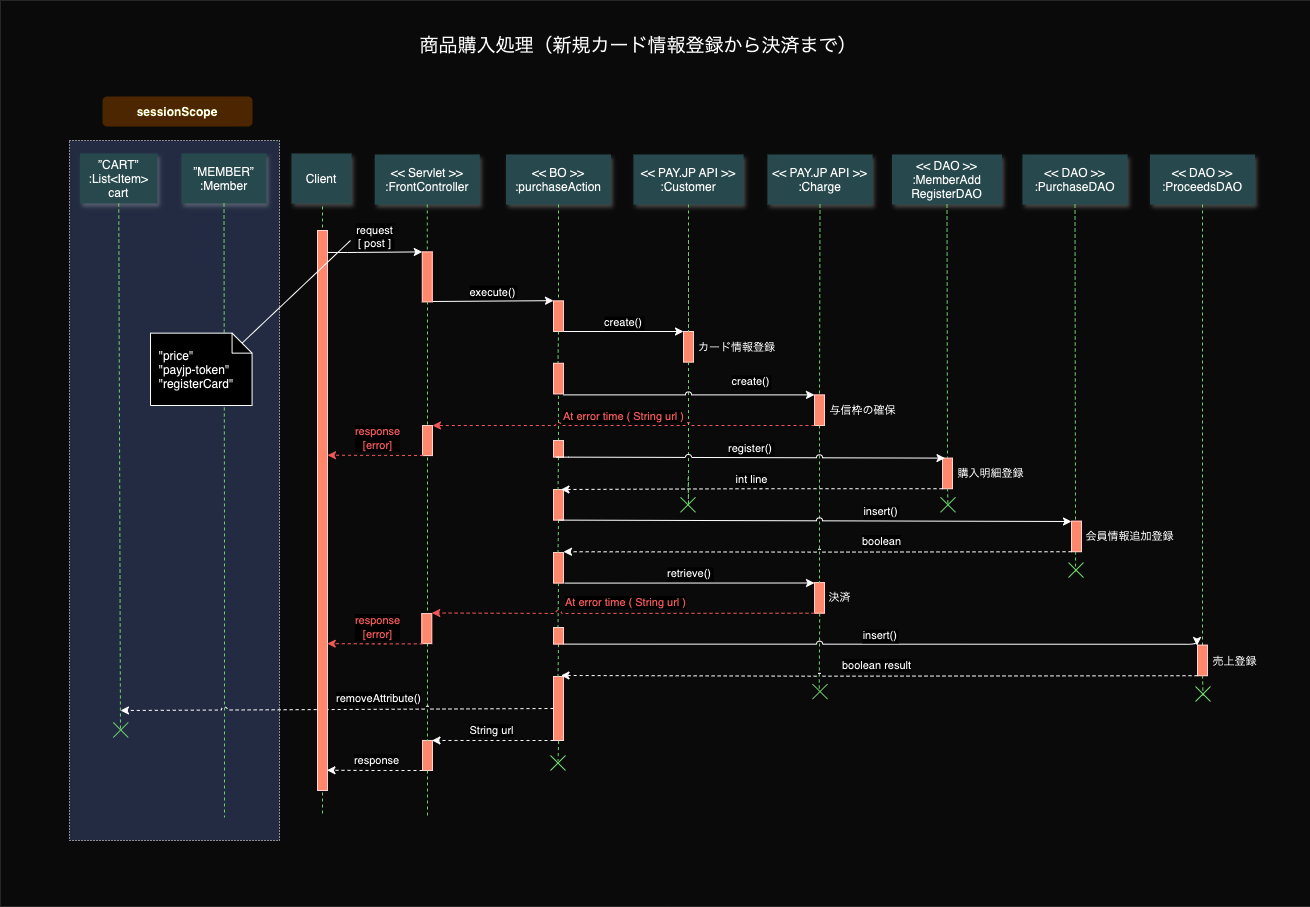 商品購入処理（新規カード情報登録から決済まで）
sessionScope
"CART"
:List<Item>
cart
"MEMBER"
:Member
Client
<< Servlet >>
:FrontController
<< BO >>
:purchaseAction
<< PAY.JP API >>
:Customer
<< PAY.JP API >>
:Charge
<< DAO >>
:MemberAdd
RegisterDAO
<< DAO >>
:PurchaseDAO
<< DAO >>
:ProceedsDAO
request
[ post ]
execute()
create()
カード情報登録
"price"
"payjp-token"
"registerCard"
create()
与信枠の確保
At error time ( String url )
response
[error]
register()
購入明細登録
int line
insert()
会員情報追加登録
boolean
retrieve()
決済
At error time ( String url )
response
[error]
insert()
売上登録
boolean result
removeAttribute()
String url
response